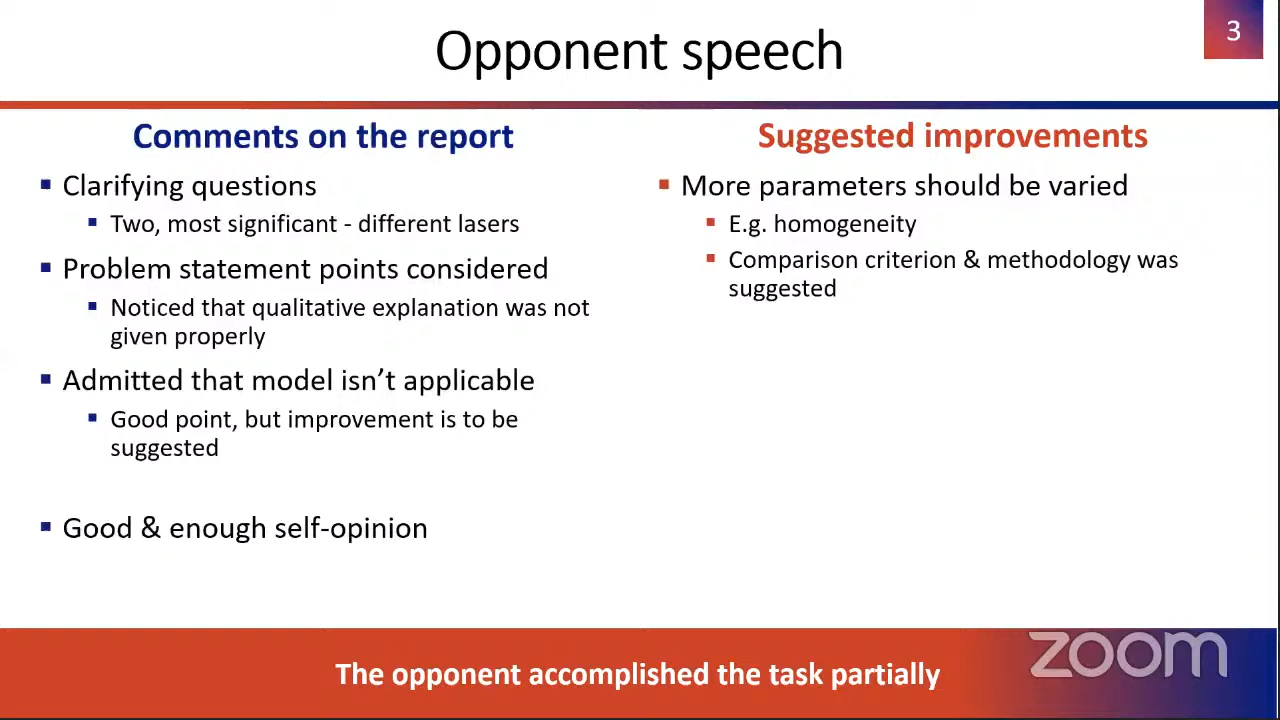 Opponent speech
3
Comments on the report
▪ Clarifying questions
▪ Two, most significant - different lasers
▪ Problem statement points considered
▪ Noticed that qualitative explanation was not
given properly
▪ Admitted that model isn’t applicable
▪ Good point, but improvement is to be
suggested
▪ Good & enough self-opinion
Suggested improvements
▪ More parameters should be varied
▪ E.g. homogeneity
▪ Comparison criterion & methodology was
suggested
The opponent accomplished the task partially
zoom